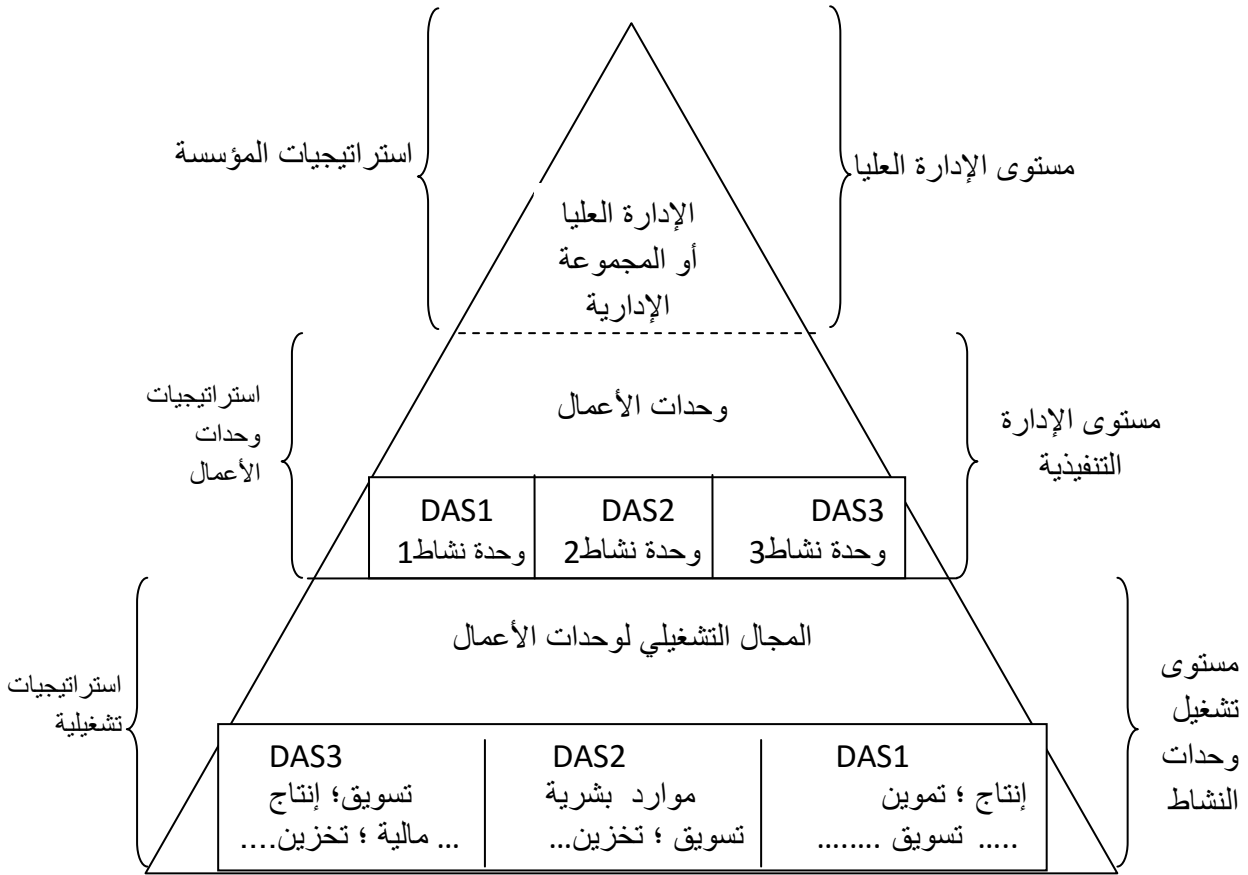 استراتيجيات المؤسسة
مستوى الإدارة العليا
الإدارة العليا
أو المجموعة
الإدارية
استراتيجيات
وحدات
الأعمال
وحدات الأعمال
مستوى الإدارة
التنفيذية
DAS1
وحدة نشاط1
DAS2
وحدة نشاط2
DAS3
وحدة نشاط3
المجال التشغيلي لوحدات الأعمال
استراتيجيات
تشغيلية
مستوى
تشغيل
وحدات
النشاط
DAS3
تسويق؛ إنتاج
... مالية ؛ تخزين....
DAS2
موارد بشرية
تسويق ؛ تخزين...
DAS1
إنتاج ؛ تموين
..... تسويق ........